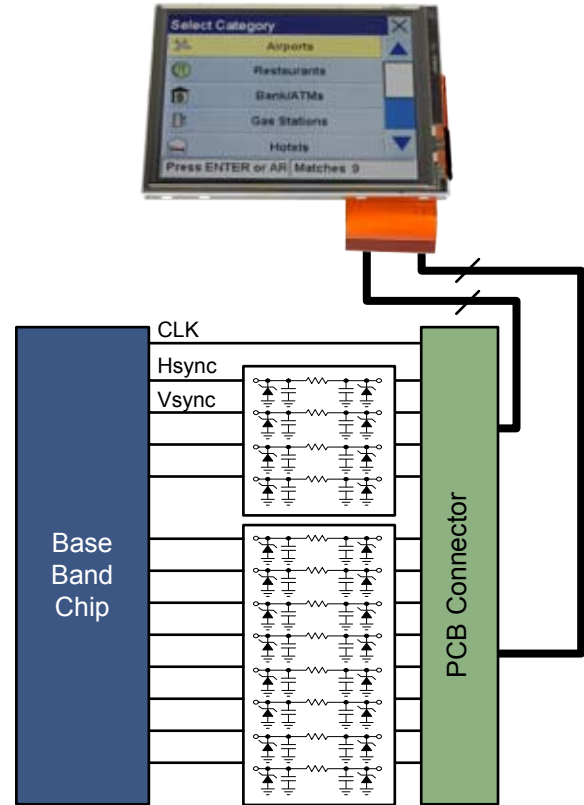 Select Category
Airports
Restaurants
Bank/ATMs
Gas Stations
Hotels
Press ENTER or AR Matches 9
CLK
Hsync
Vsync
Base
Band
Chip
PCB Connector